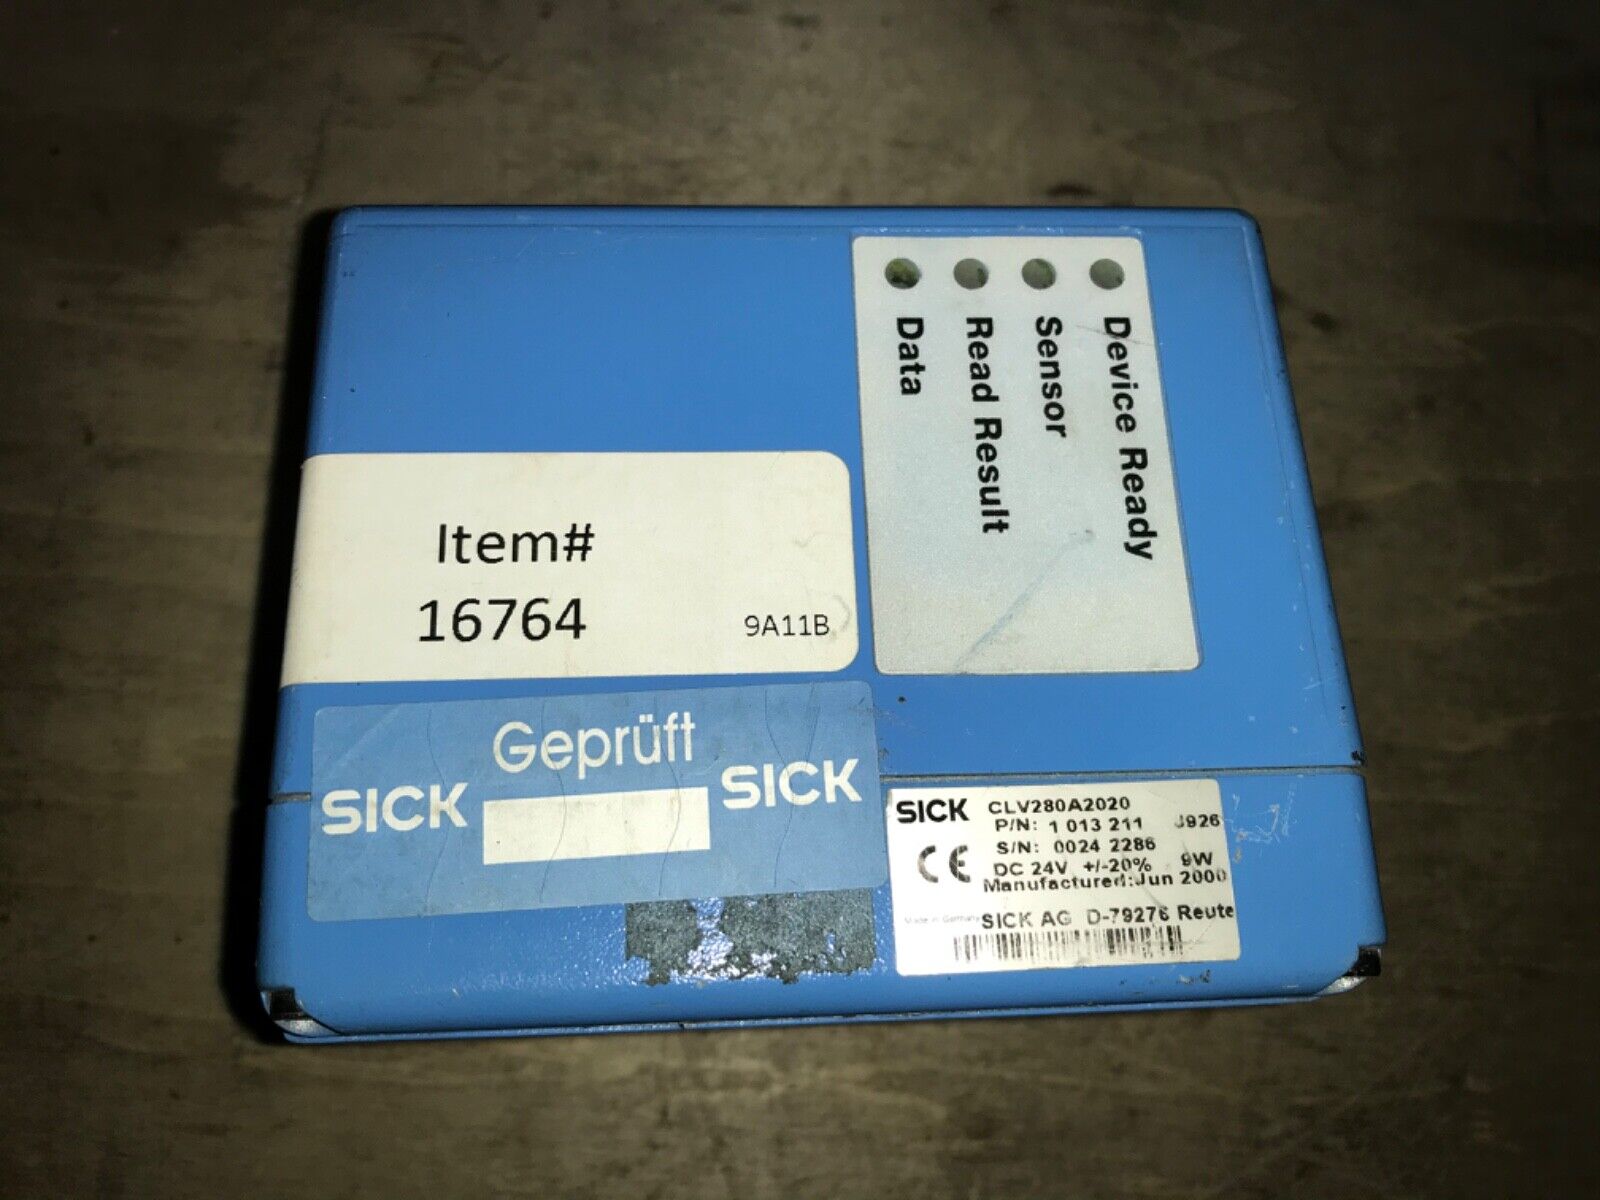 Device Ready
Sensor
Read Result
Data
Item#
16764
9A11B
Geprüft
SICK
SICK
SICK
CLV280A2020
P/N: 1 013 211
S/N: 0024 2286
DC 24V +/-20% 9W
Manufactured:Jun 2000
CE
Made in Germany
SICK AG D-79276 Reute